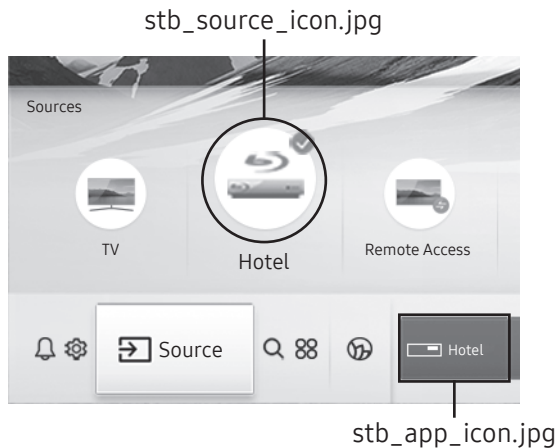 stb_source_icon.jpg
Sources
TV
Hotel
Remote Access
Source
Hotel
stb_app_icon.jpg